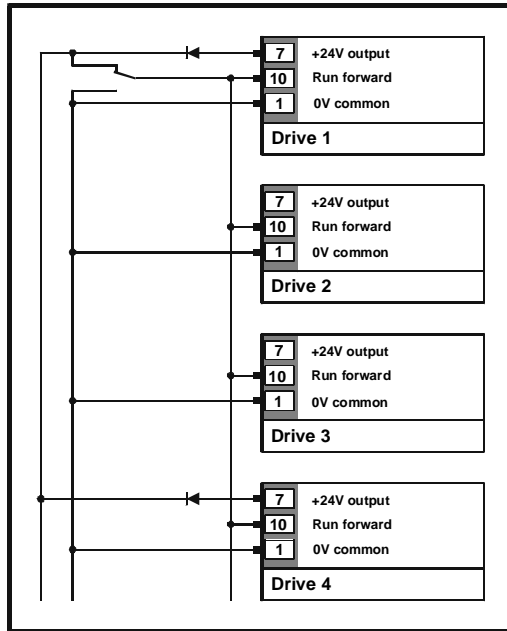 7 +24V output
10 Run forward
1 0V common
Drive 1
7 +24V output
10 Run forward
1 0V common
Drive 2
7 +24V output
10 Run forward
1 0V common
Drive 3
7 +24V output
10 Run forward
1 0V common
Drive 4